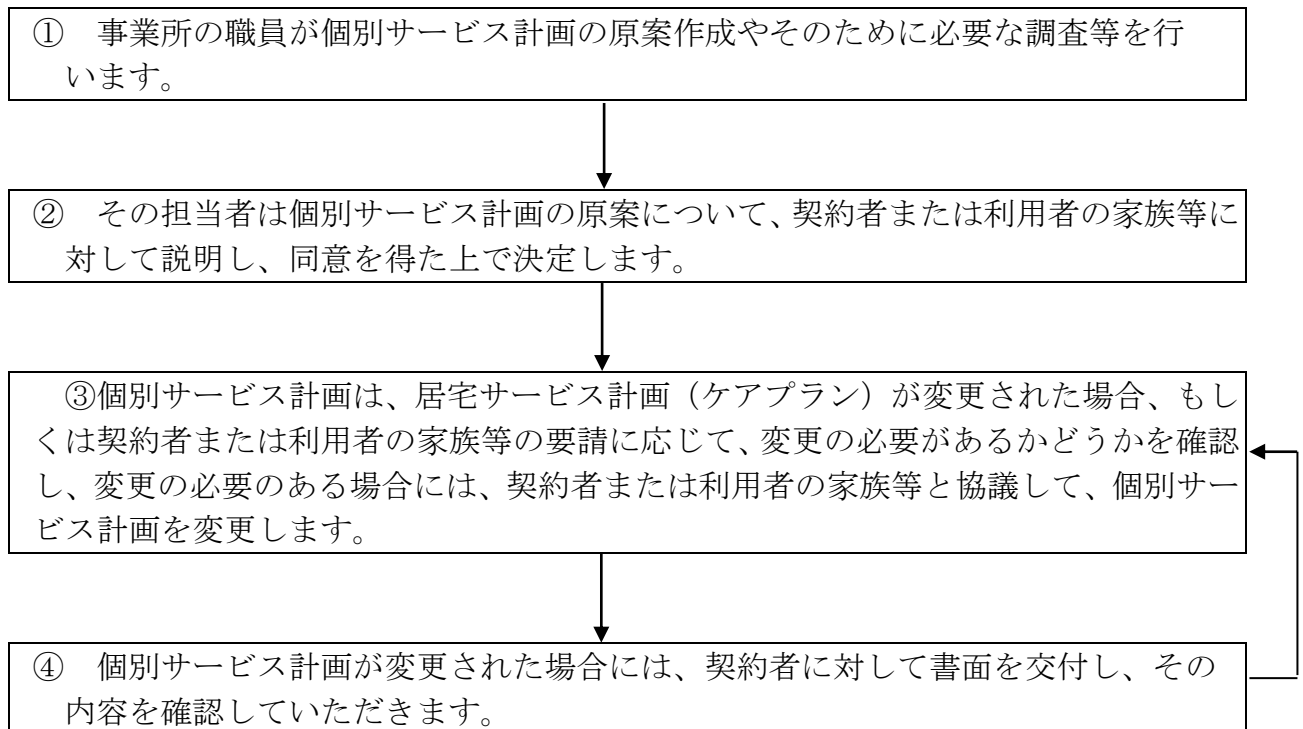 ① 事業所の職員が個別サービス計画の原案作成やそのために必要な調査等を行
います。
② その担当者は個別サービス計画の原案について、契約者または利用者の家族等に
対して説明し、同意を得た上で決定します。
③個別サービス計画は、居宅サービス計画（ケアプラン）が変更された場合、もし
くは契約者または利用者の家族等の要請に応じて、変更の必要があるかどうかを確認
し、変更の必要のある場合には、契約者または利用者の家族等と協議して、個別サー
ビス計画を変更します。
④ 個別サービス計画が変更された場合には、契約者に対して書面を交付し、その
内容を確認していただきます。